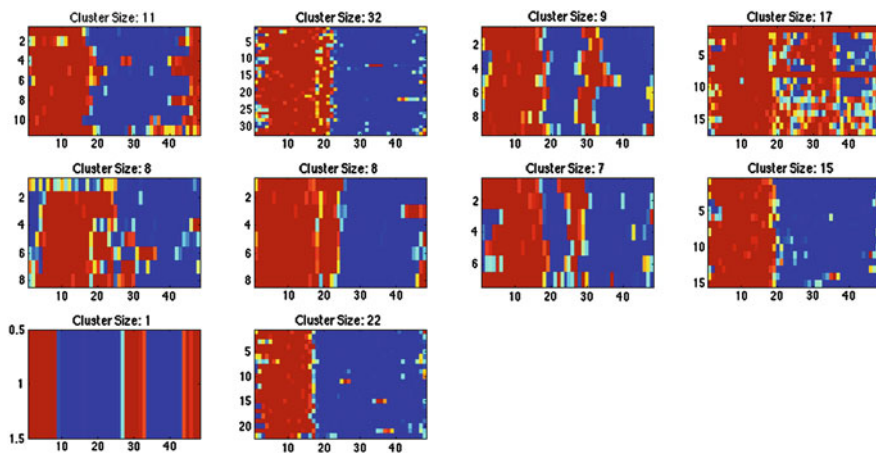 Cluster Size: 11
2
4
6
8
10
10 20 30 40
Cluster Size: 32
5
10
15
20
25
30
10 20 30 40
Cluster Size: 9
2
4
6
8
10 20 30 40
Cluster Size: 17
5
10
15
10 20 30 40
Cluster Size: 8
2
4
6
8
10 20 30 40
Cluster Size: 8
2
4
6
8
10 20 30 40
Cluster Size: 7
2
4
6
10 20 30 40
Cluster Size: 15
5
10
15
10 20 30 40
Cluster Size: 1
0.5
1
1.5
10 20 30 40
Cluster Size: 22
5
10
15
20
10 20 30 40